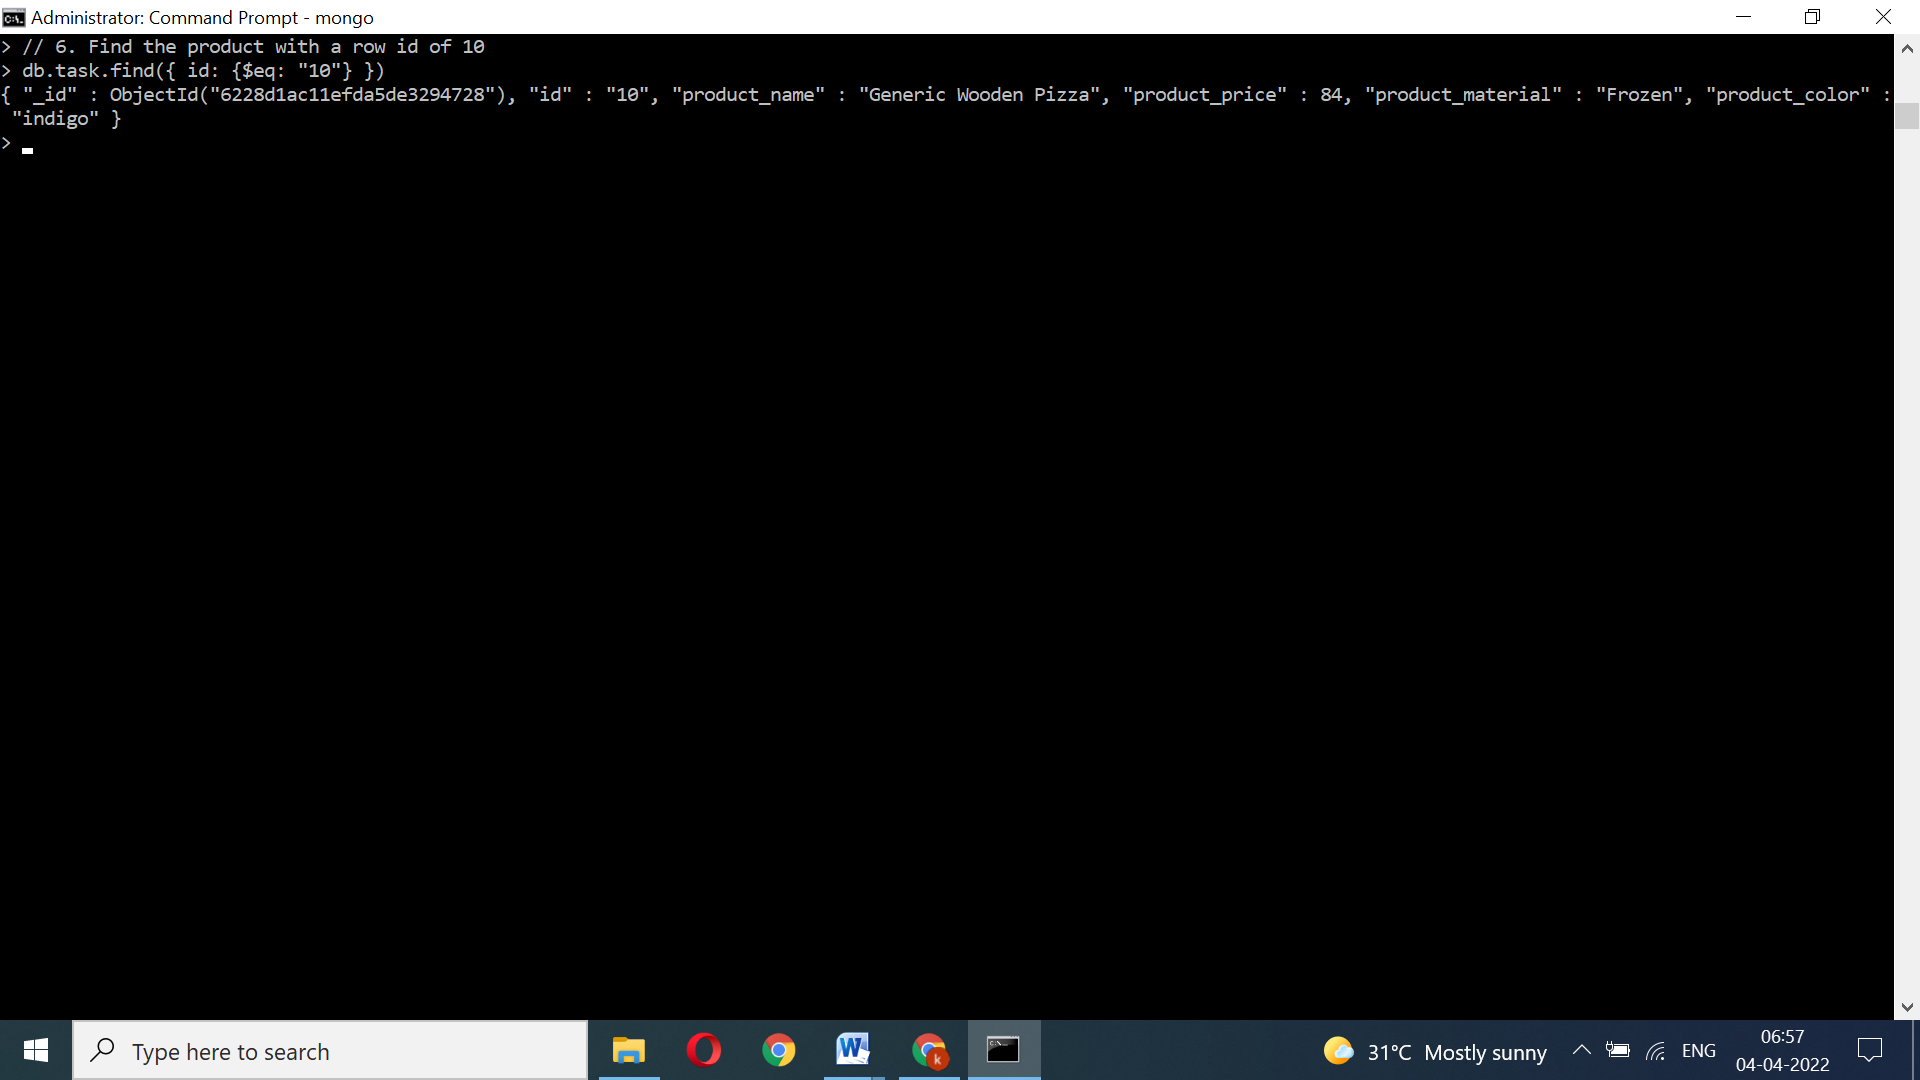 Administrator: Command Prompt - mongo
> // 6. Find the product with a row id of 10
> db.task.find({ id: {$eq: "10"} })
{ "_id" : ObjectId("6228d1ac11efda5de3294728"), "id" : "10", "product_name" : "Generic Wooden Pizza", "product_price" : 84, "product_material" : "Frozen", "product_color" :
"indigo" }
>
Type here to search
31°C Mostly sunny
ENG
06:57
04-04-2022